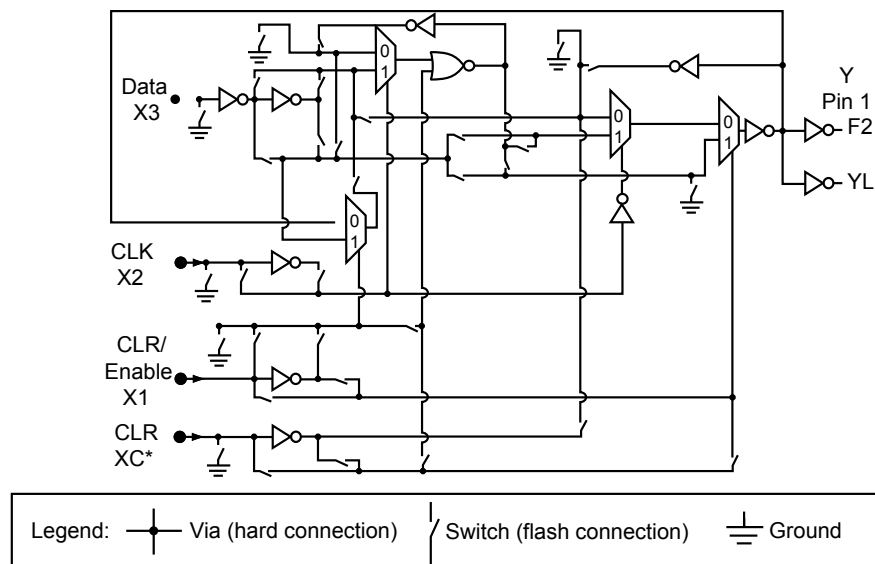 Data
X3
0
1
0
1
0
1
0
1
Y
Pin 1
F2
YL
CLK
X2
CLR/
Enable
X1
CLR
XC*
Legend: Via (hard connection) Switch (flash connection) Ground